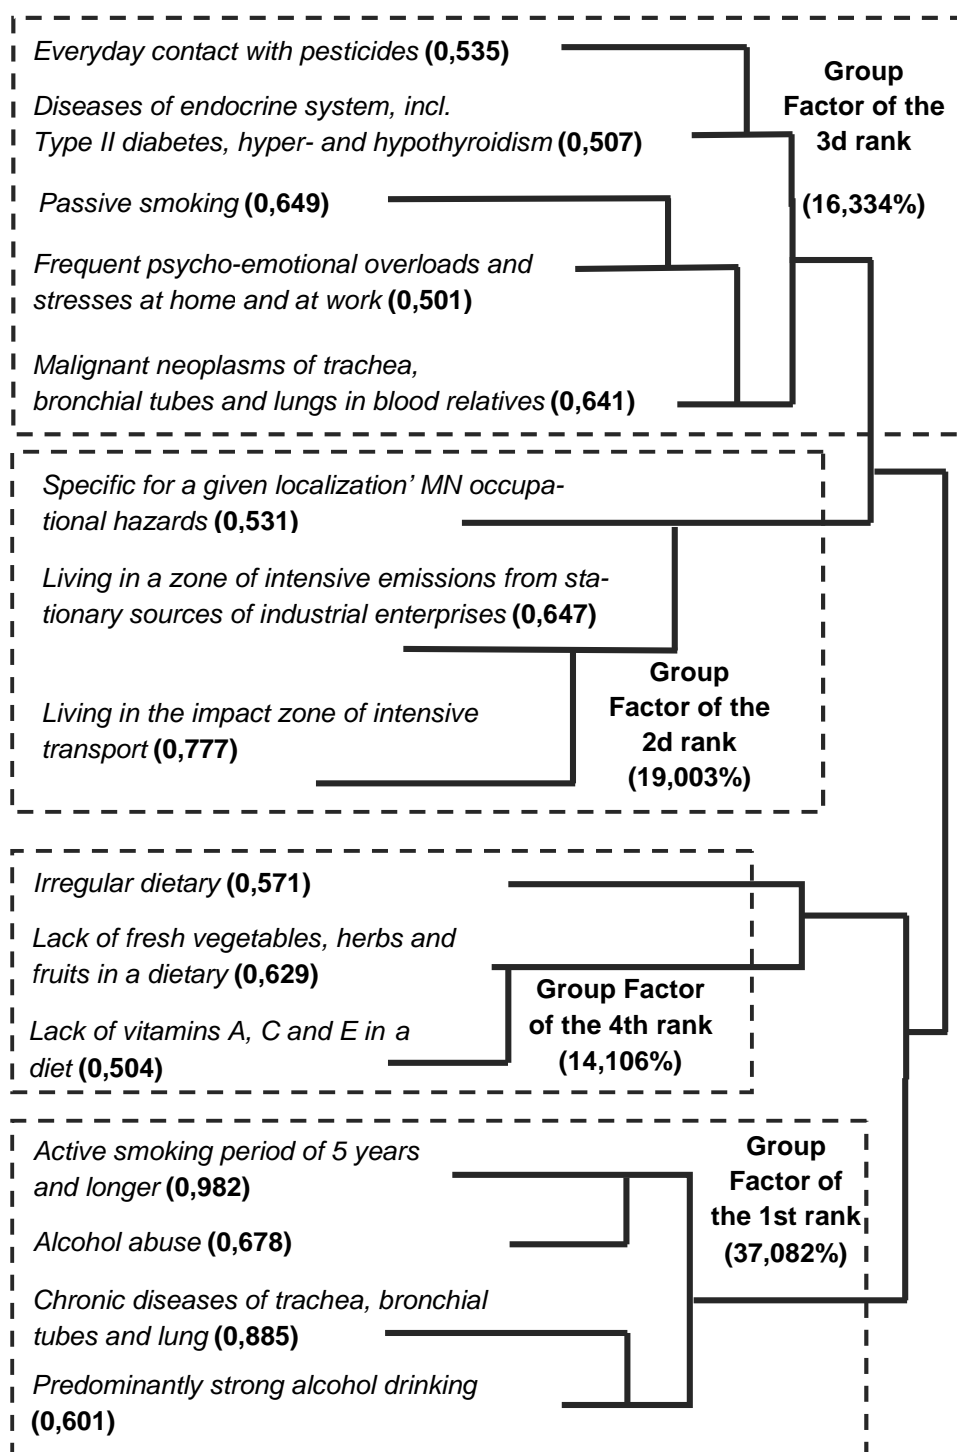 Everyday contact with pesticides (0,535)
Group
Factor of the
3d rank
(16,334%)
Diseases of endocrine system, incl.
Type II diabetes, hyper- and hypothyroidism (0,507)
Passive smoking (0,649)
Frequent psycho-emotional overloads and
stresses at home and at work (0,501)
Malignant neoplasms of trachea,
bronchial tubes and lungs in blood relatives (0,641)
Specific for a given localization’ MN occupa-
tional hazards (0,531)
Living in a zone of intensive emissions from sta-
tionary sources of industrial enterprises (0,647)
Living in the impact zone of intensive
transport (0,777)
Group
Factor of the
2d rank
(19,003%)
Irregular dietary (0,571)
Lack of fresh vegetables, herbs and
fruits in a dietary (0,629)
Lack of vitamins A, C and E in a
diet (0,504)
Group Factor
of the 4th rank
(14,106%)
Active smoking period of 5 years
and longer (0,982)
Alcohol abuse (0,678)
Chronic diseases of trachea, bronchial
tubes and lung (0,885)
Predominantly strong alcohol drinking
(0,601)
Group
Factor of
the 1st rank
(37,082%)